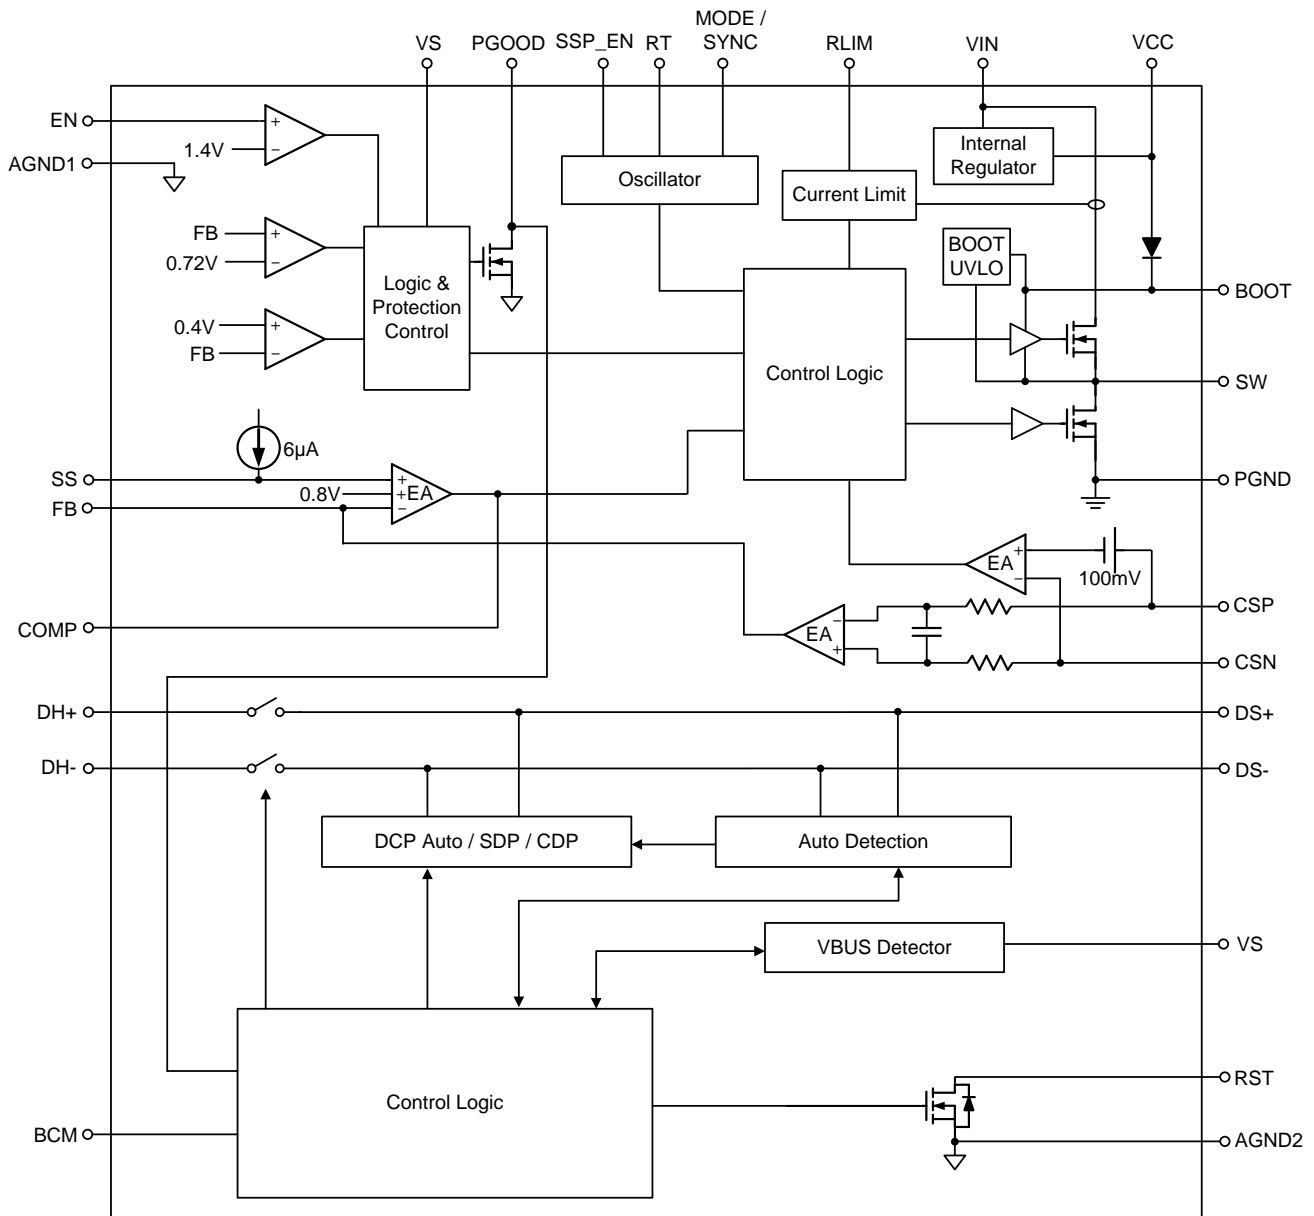 MODE /
SYNC
VS
PGOOD
SSP_EN
RT
RLIM
VIN
VCC
EN
+
1.4V
−
AGND1
Internal
Regulator
Oscillator
Current Limit
FB
+
0.72V
−
BOOT
UVLO
Logic &
Protection
Control
BOOT
0.4V
+
FB
−
Control Logic
SW
6µA
SS
+
0.8V
+
EA
FB
−
PGND
+
EA
−
100mV
CSP
COMP
−
EA
+
CSN
DH+
DS+
DH-
DS-
DCP Auto / SDP / CDP
Auto Detection
VBUS Detector
VS
Control Logic
RST
BCM
AGND2